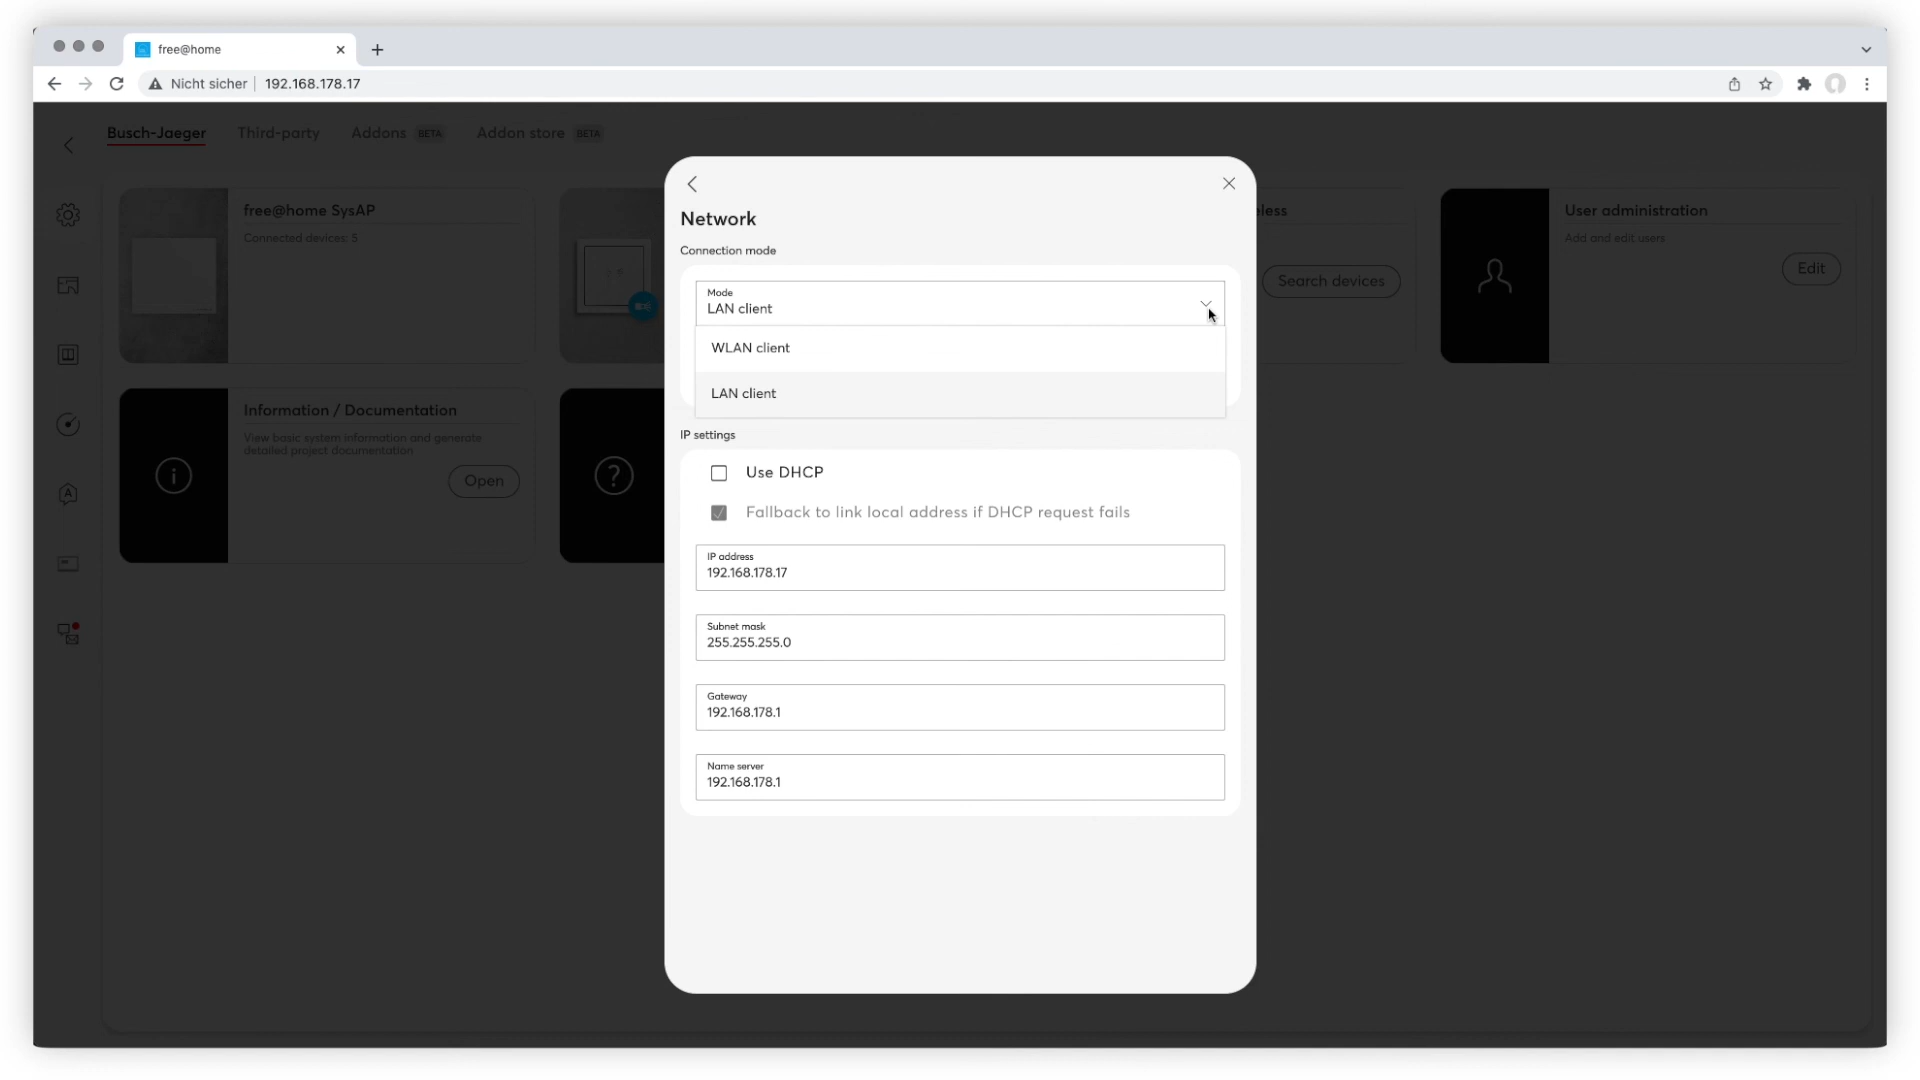 free@home
Nicht sicher
192.168.178.17
Busch-Jaeger
Third-party
Addons BETA
Addon store BETA
free@home SysAP
Connected devices: 5
eless
Search devices
User administration
Add and edit users
Edit
Information / Documentation
View basic system information and generate
detailed project documentation
Open
Network
Connection mode
Mode
LAN client
WLAN client
LAN client
IP settings
Use DHCP
Fallback to link local address if DHCP request fails
IP address
192.168.178.17
Subnet mask
255.255.255.0
Gateway
192.168.178.1
Name server
192.168.178.1